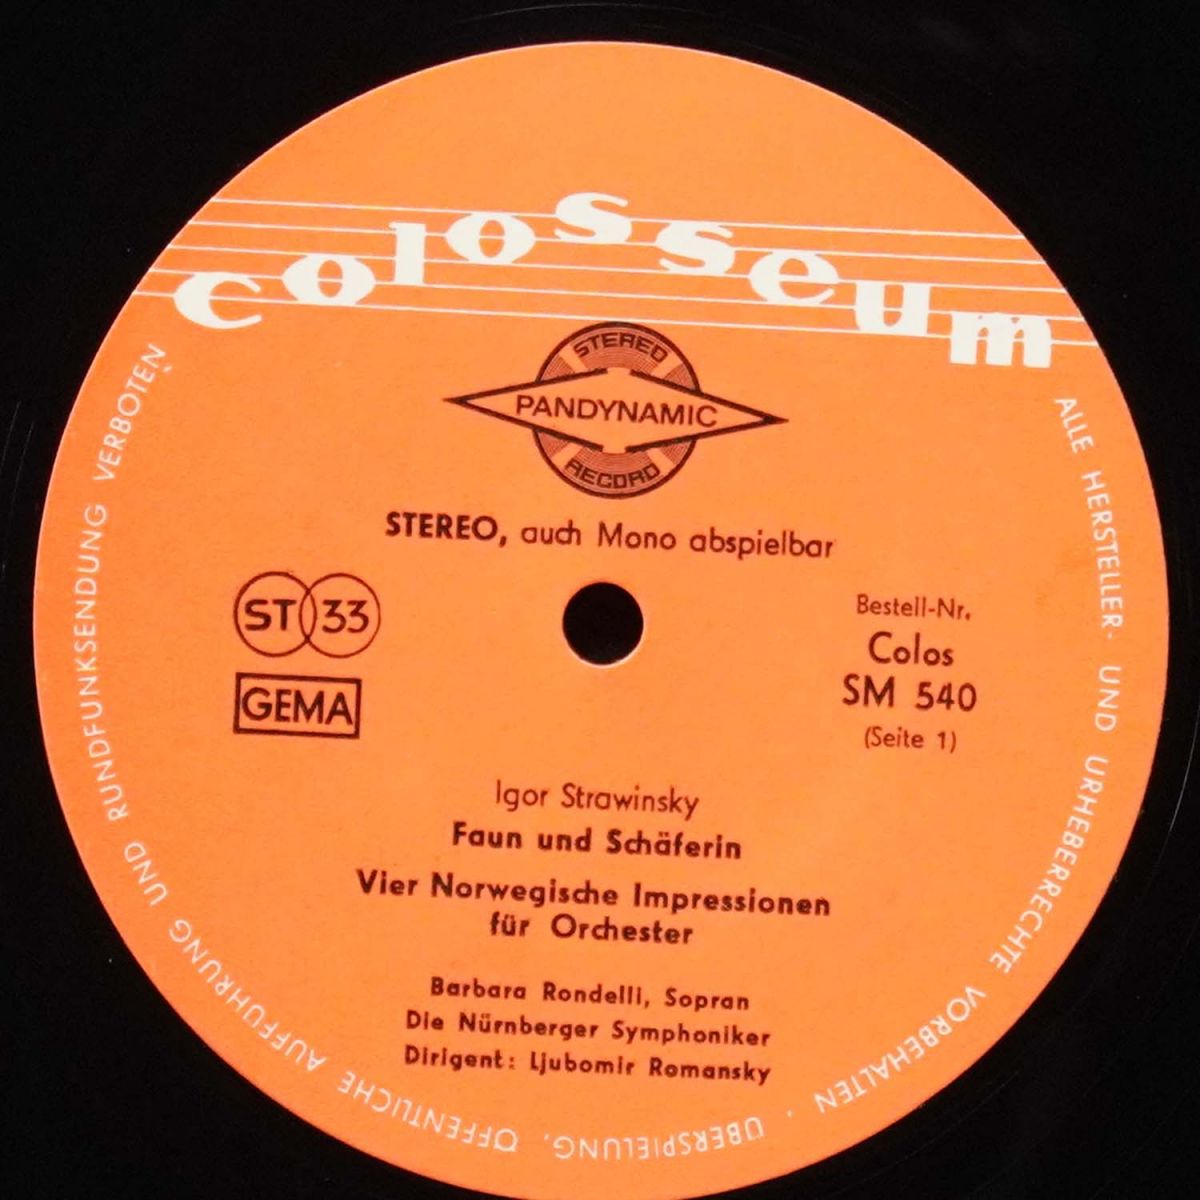 colosseum
STEREO
PANDYNAMIC
RECORD
STEREO, auch Mono abspielbar
ST 33
GEMA
Bestell-Nr.
Colos
SM 540
(Seite 1)
Igor Strawinsky
Faun und Schäferin
Vier Norwegische Impressionen
für Orchester
Barbara Rondelli, Sopran
Die Nürnberger Symphoniker
Dirigent: Ljubomir Romansky
ALLE HERSTELLER- UND URHEBERRECHTE VORBEHALTEN · ÜBERSPIELUNG, ÖFFENTLICHE AUFFÜHRUNG UND RUNDFUNKSENDUNG VERBOTEN